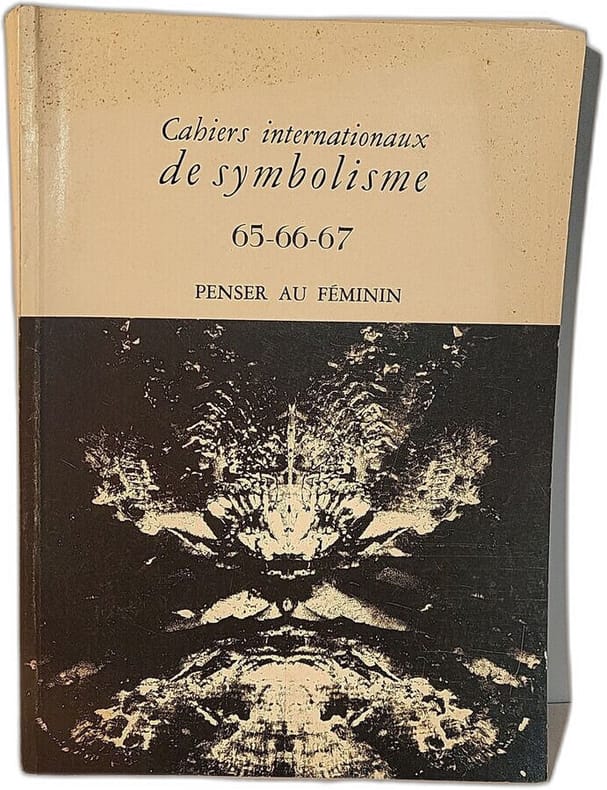 Cahiers internationaux
de symbolisme
65-66-67
PENSER AU FÉMININ